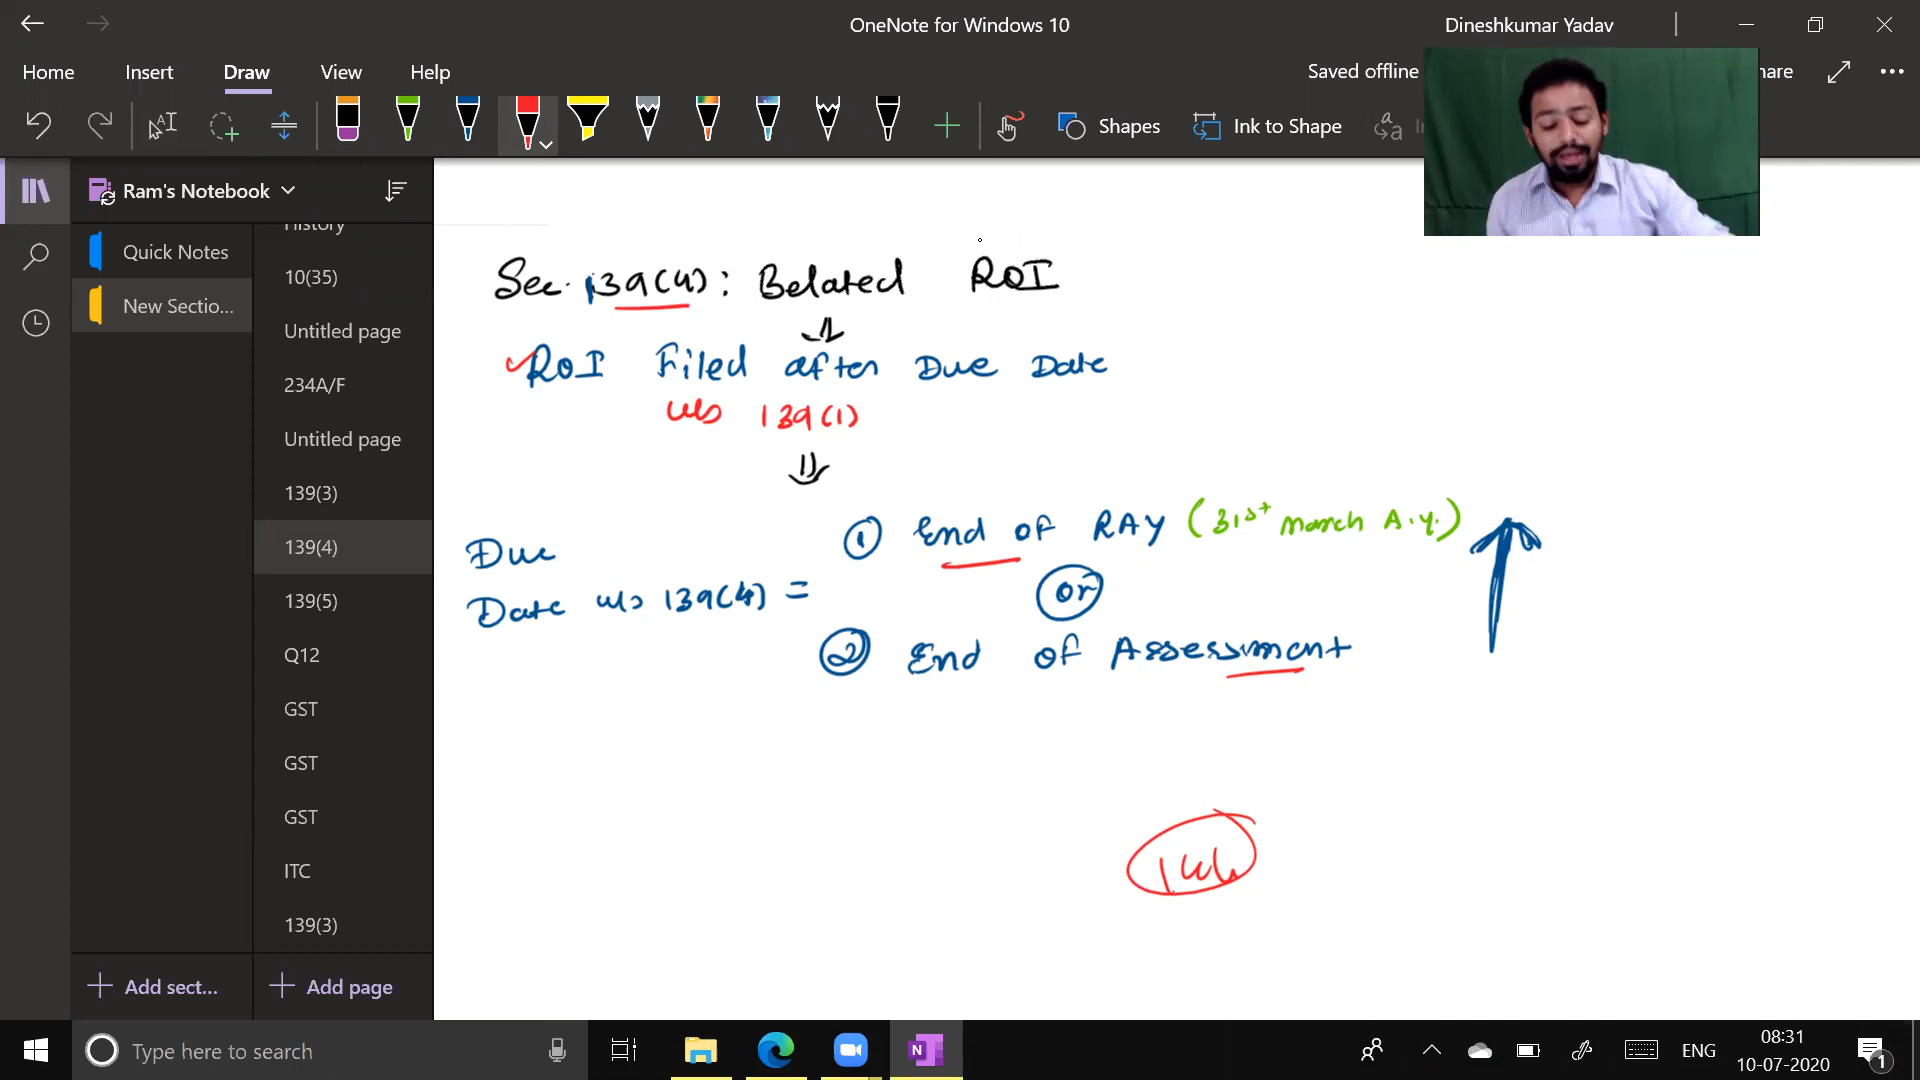 OneNote for Windows 10
Dineshkumar Yadav
Home Insert Draw View Help
Saved offline
hare
Shapes
Ink to Shape
Ram's Notebook
Quick Notes
New Sectio...
History
10(35)
Untitled page
234A/F
Untitled page
139(3)
139(4)
139(5)
Q12
GST
GST
GST
ITC
139(3)
Add sect...
Add page
Sec. 139(4): Belated ROI
ROI Filed after Due Date
u/s 139(1)
Due
Date u/s 139(4) =
① End of RAY (31st march A.Y.)
or
② End of Assessment
Type here to search
ENG
08:31
10-07-2020
1